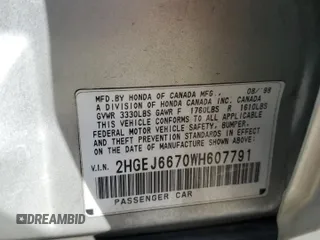 MFD.BY HONDA OF CANADA MFG., 08/'98
A DIVISION OF HONDA CANADA INC. CANADA
GVWR 3330LBS GAWR F 1760LBS R 1610LBS
THIS VEHICLE CONFORMS TO ALL APPLICABLE
FEDERAL MOTOR VEHICLE SAFETY, BUMPER,
AND THEFT PREVENTION STANDARDS IN EFFECT
ON THE DATE OF MANUFACTURE SHOWN ABOVE.
V.I.N. 2HGEJ6670WH607791
PASSENGER CAR
DREAMBID